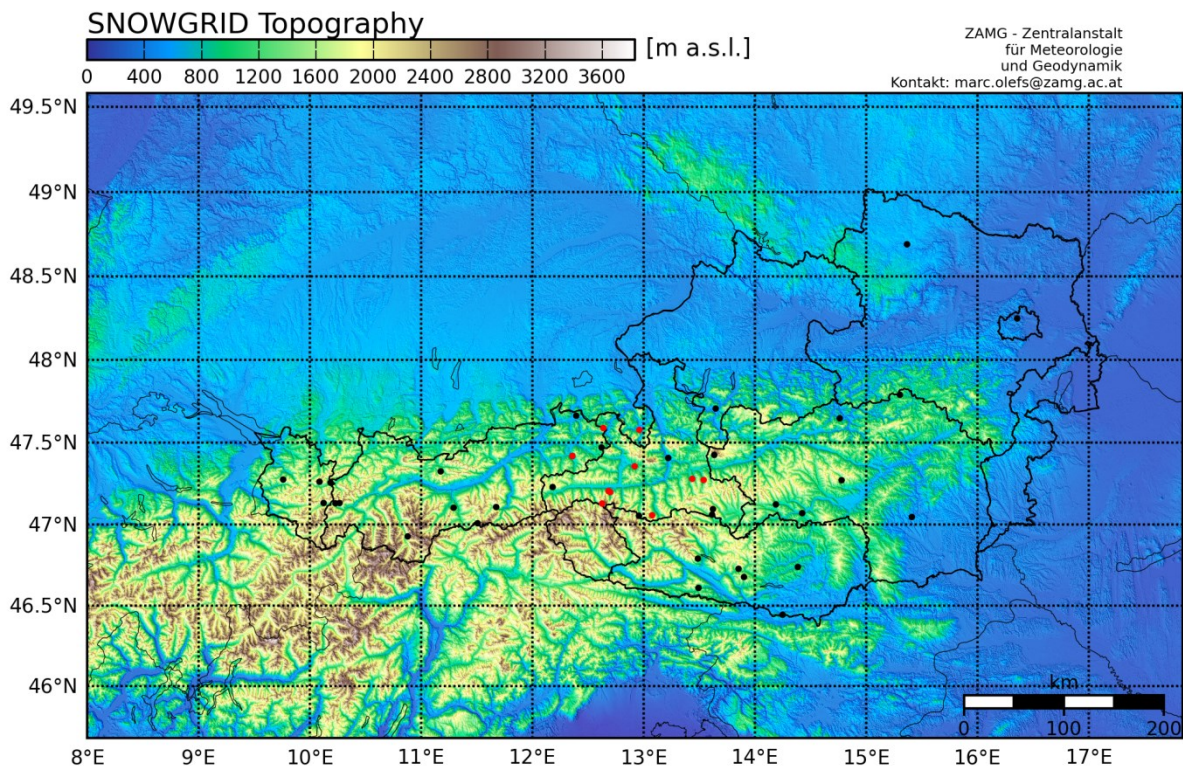 SNOWGRID Topography
[m a.s.l.]
0 400 800 1200 1600 2000 2400 2800 3200 3600
ZAMG - Zentralanstalt
für Meteorologie
und Geodynamik
Kontakt: marc.olefs@zamg.ac.at
49.5°N
49°N
48.5°N
48°N
47.5°N
47°N
46.5°N
46°N
km
0 100 200
8°E 9°E 10°E 11°E 12°E 13°E 14°E 15°E 16°E 17°E